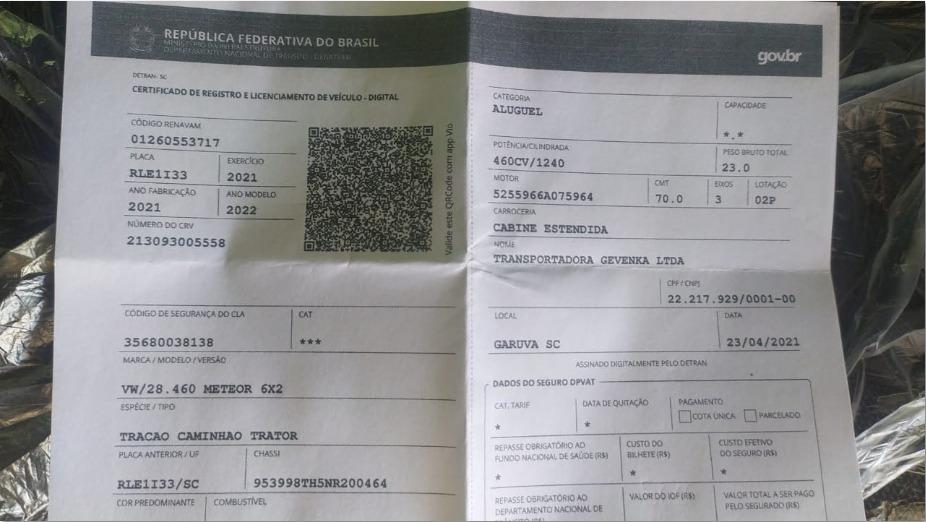 REPÚBLICA FEDERATIVA DO BRASIL
MINISTÉRIO DA INFRAESTRUTURA
DEPARTAMENTO NACIONAL DE TRÂNSITO - DENATRAN
gov.br
DETRAN- SC
CERTIFICADO DE REGISTRO E LICENCIAMENTO DE VEÍCULO - DIGITAL
CÓDIGO RENAVAM
01260553717
PLACA EXERCÍCIO
RLE1I33 2021
ANO FABRICAÇÃO ANO MODELO
2021 2022
NÚMERO DO CRV
213093005558
Valide este QRCode com app Vio
CÓDIGO DE SEGURANÇA DO CLA CAT
35680038138 ***
MARCA / MODELO / VERSÃO
VW/28.460 METEOR 6X2
ESPÉCIE / TIPO
TRACAO CAMINHAO TRATOR
PLACA ANTERIOR / UF CHASSI
RLE1I33/SC 953998TH5NR200464
COR PREDOMINANTE COMBUSTÍVEL
CATEGORIA CAPACIDADE
ALUGUEL *.*
POTÊNCIA/CILINDRADA PESO BRUTO TOTAL
460CV/1240 23.0
MOTOR CMT EIXOS LOTAÇÃO
5255966A075964 70.0 3 02P
CARROCERIA
CABINE ESTENDIDA
NOME
TRANSPORTADORA GEVENKA LTDA
CPF / CNPJ
22.217.929/0001-00
LOCAL DATA
GARUVA SC 23/04/2021
ASSINADO DIGITALMENTE PELO DETRAN
DADOS DO SEGURO DPVAT
CAT. TARIF DATA DE QUITAÇÃO PAGAMENTO
* * COTA ÚNICA PARCELADO
REPASSE OBRIGATÓRIO AO CUSTO DO CUSTO EFETIVO
FUNDO NACIONAL DE SAÚDE (R$) BILHETE (R$) DO SEGURO (R$)
* * *
REPASSE OBRIGATÓRIO AO VALOR DO IOF (R$) VALOR TOTAL A SER PAGO
DEPARTAMENTO NACIONAL DE PELO SEGURADO (R$)